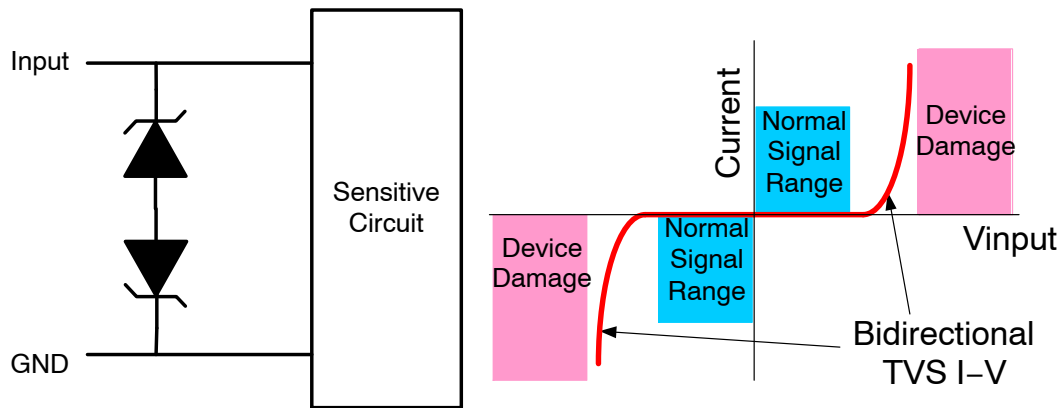 Input
Sensitive
Circuit
GND
Current
Normal
Signal
Range
Device
Damage
Vinput
Device
Damage
Normal
Signal
Range
Bidirectional
TVS I−V